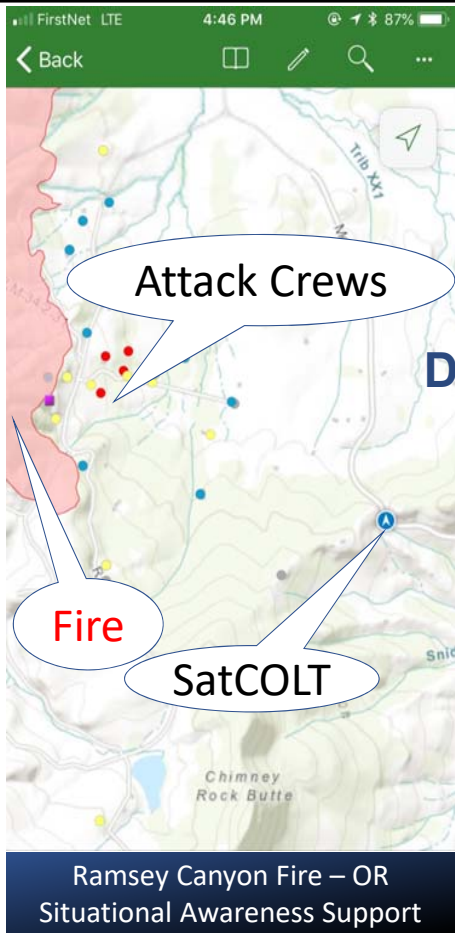 FirstNet LTE 4:46 PM 87%
Back
Trib XX1
M
Attack Crews
D
Fire
R
SatCOLT
Snid
Chimney
Rock Butte
Ramsey Canyon Fire – OR
Situational Awareness Support